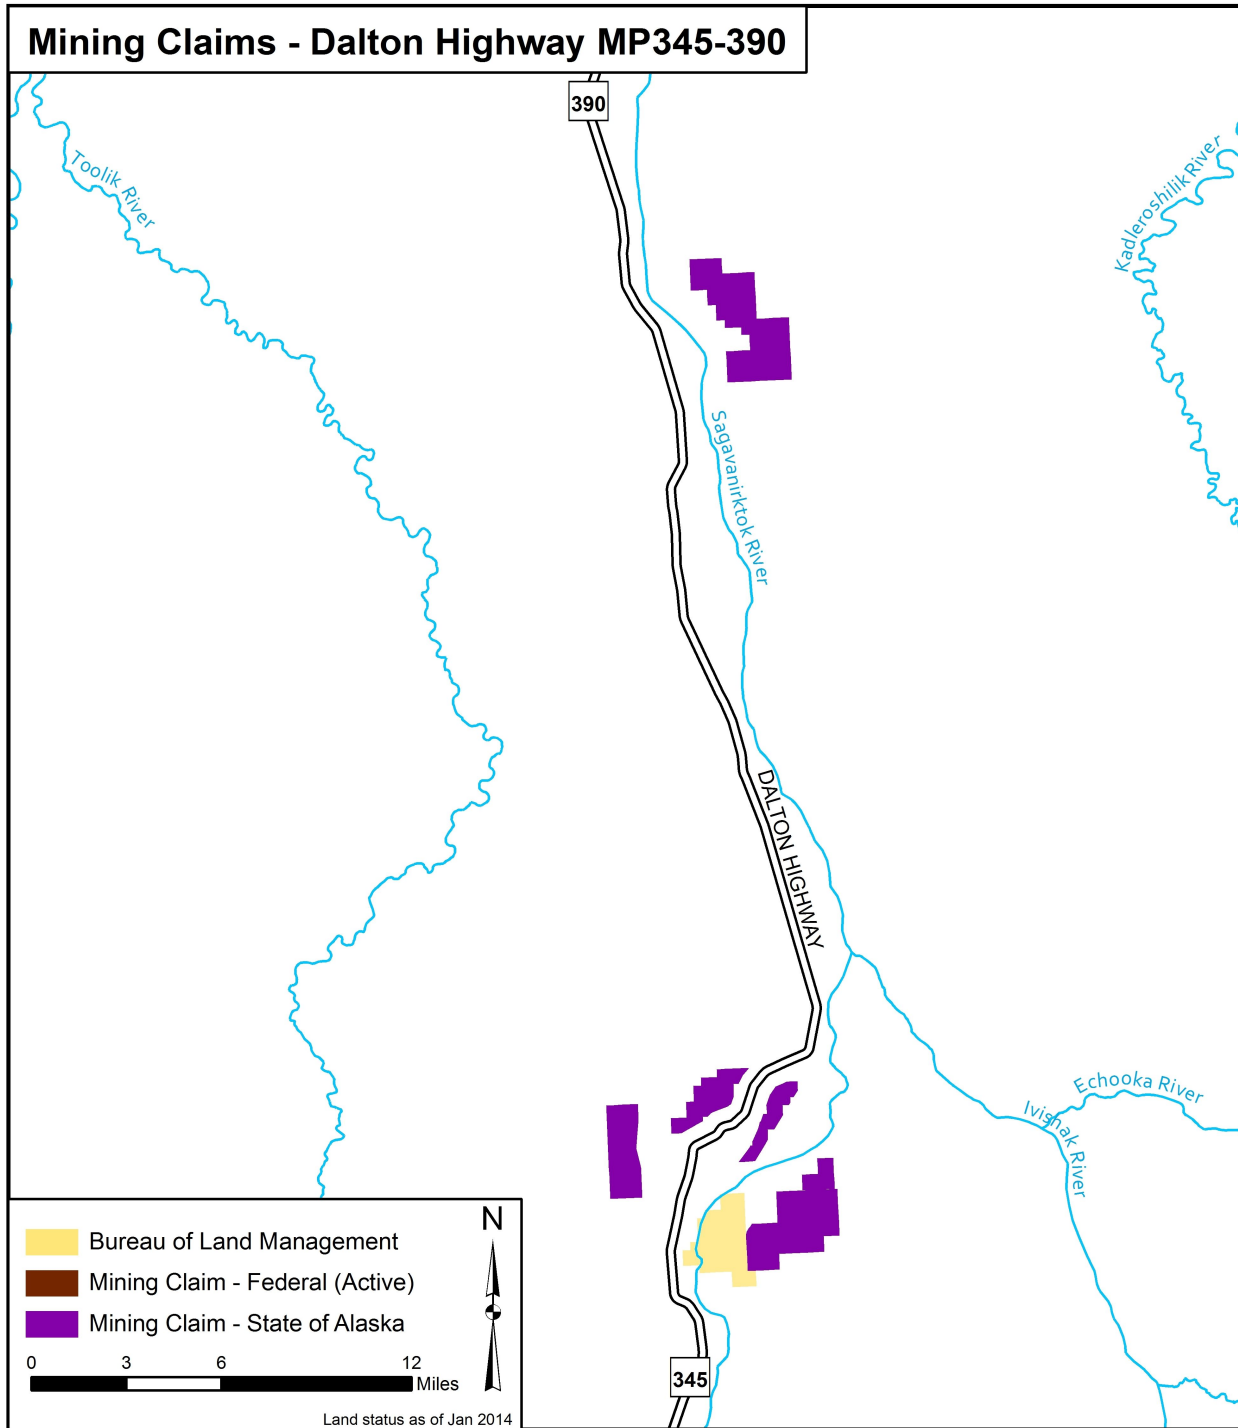 Mining Claims - Dalton Highway MP345-390
390
Toolik River
Kadleroshilik River
Sagavanirktok River
DALTON HIGHWAY
Echooka River
Ivishak River
N
Bureau of Land Management
Mining Claim - Federal (Active)
Mining Claim - State of Alaska
0 3 6 12
Miles
Land status as of Jan 2014
345